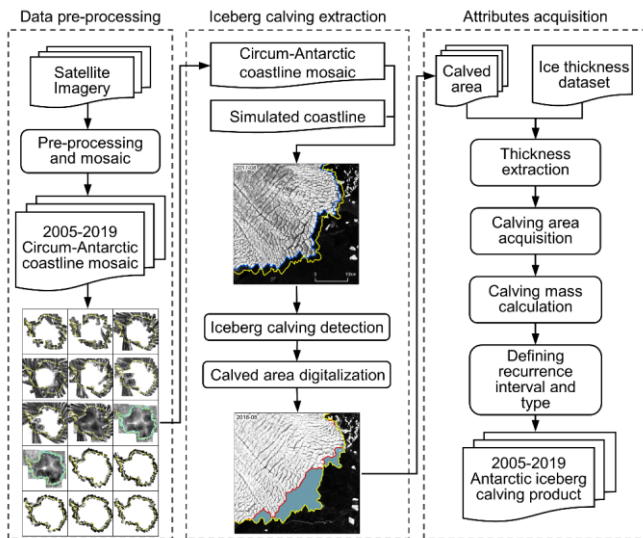 Data pre-processing
Satellite
Imagery
Pre-processing
and mosaic
2005-2019
Circum-Antarctic
coastline mosaic
Iceberg calving extraction
Circum-Antarctic
coastline mosaic
Simulated coastline
Iceberg calving detection
Calved area digitalization
2018-08
Attributes acquisition
Calved
area
Ice thickness
dataset
Thickness
extraction
Calving area
acquisition
Calving mass
calculation
Defining
recurrence
interval and
type
2005-2019
Antarctic iceberg
calving product